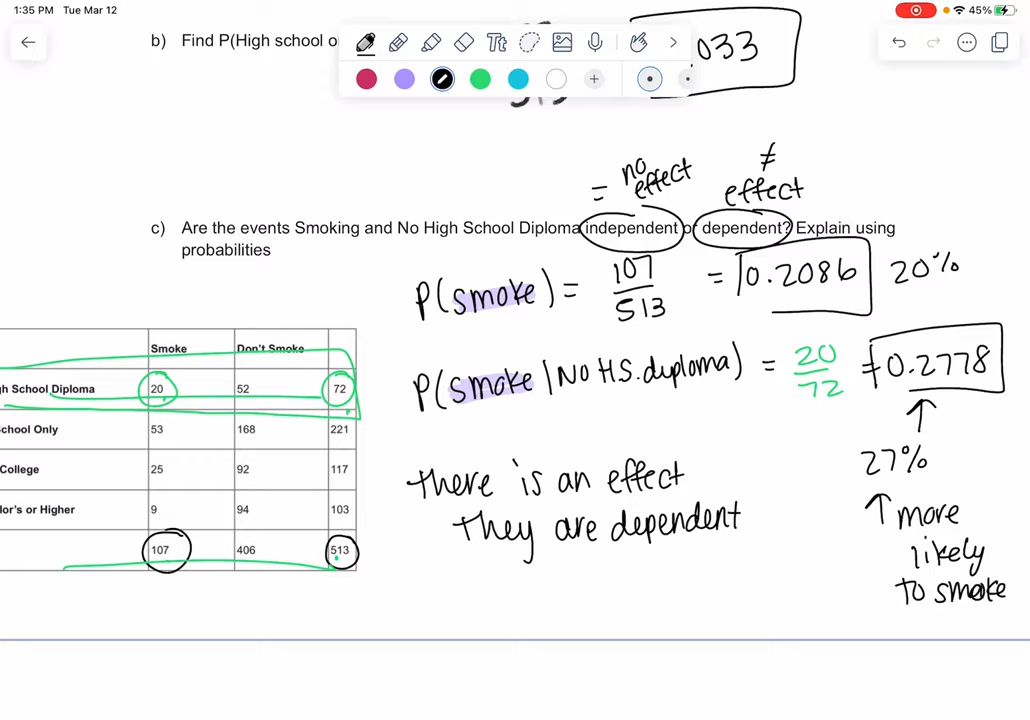 1:35 PM Tue Mar 12
45%
Tt
b) Find P(High school o
.033
513
= no effect
≠ effect
c) Are the events Smoking and No High School Diploma independent or dependent? Explain using
probabilities
P(smoke) = 107/513 = 0.2086 20%
P(smoke | No H.S. diploma) = 20/72 = 0.2778
27%
↑ more
likely
to smoke
there is an effect
They are dependent
Smoke Don't Smoke
gh School Diploma 20 52 72
School Only 53 168 221
College 25 92 117
lor's or Higher 9 94 103
107 406 513